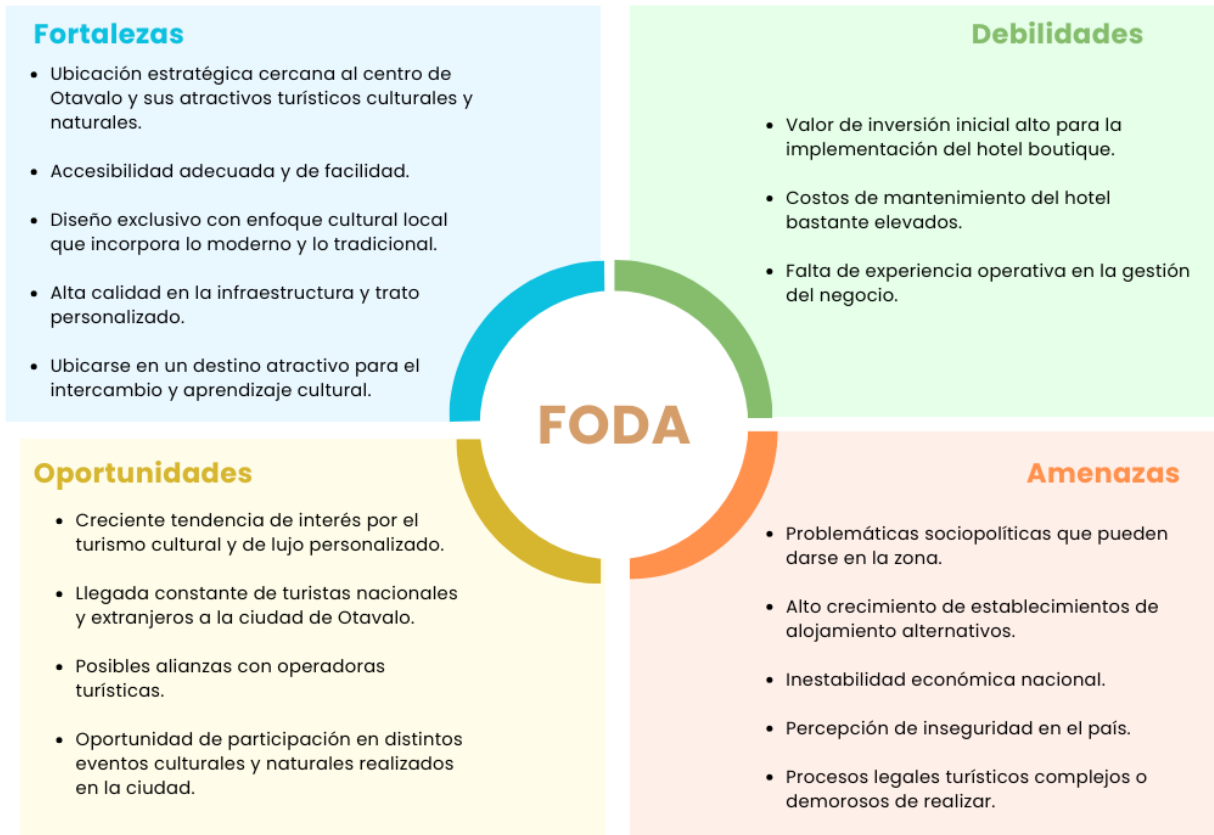 Fortalezas
• Ubicación estratégica cercana al centro de
Otavalo y sus atractivos turísticos culturales y
naturales.
• Accesibilidad adecuada y de facilidad.
• Diseño exclusivo con enfoque cultural local
que incorpora lo moderno y lo tradicional.
• Alta calidad en la infraestructura y trato
personalizado.
• Ubicarse en un destino atractivo para el
intercambio y aprendizaje cultural.
Debilidades
• Valor de inversión inicial alto para la
implementación del hotel boutique.
• Costos de mantenimiento del hotel
bastante elevados.
• Falta de experiencia operativa en la gestión
del negocio.
FODA
Oportunidades
• Creciente tendencia de interés por el
turismo cultural y de lujo personalizado.
• Llegada constante de turistas nacionales
y extranjeros a la ciudad de Otavalo.
• Posibles alianzas con operadoras
turísticas.
• Oportunidad de participación en distintos
eventos culturales y naturales realizados
en la ciudad.
Amenazas
• Problemáticas sociopolíticas que pueden
darse en la zona.
• Alto crecimiento de establecimientos de
alojamiento alternativos.
• Inestabilidad económica nacional.
• Percepción de inseguridad en el país.
• Procesos legales turísticos complejos o
demorosos de realizar.